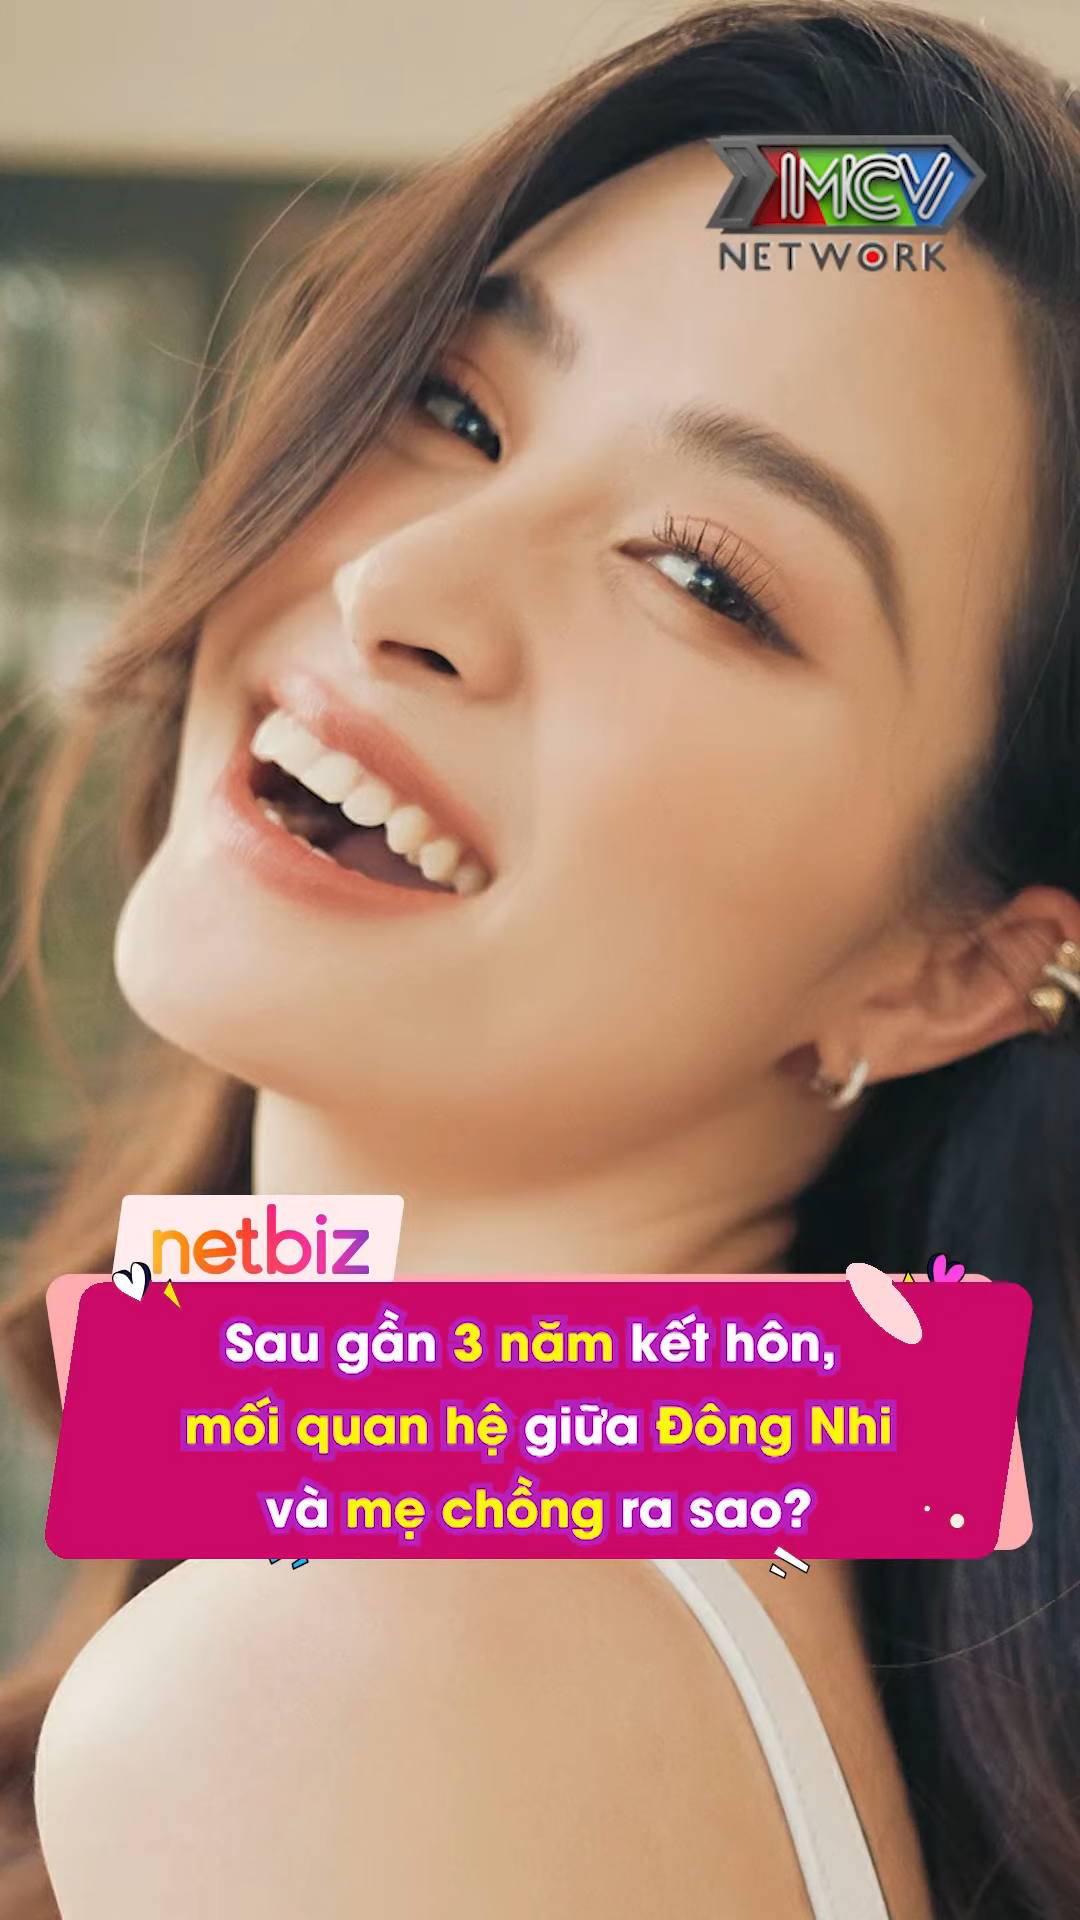 MCV
NETWORK
netbiz
Sau gần 3 năm kết hôn,
mối quan hệ giữa Đông Nhi
và mẹ chồng ra sao?